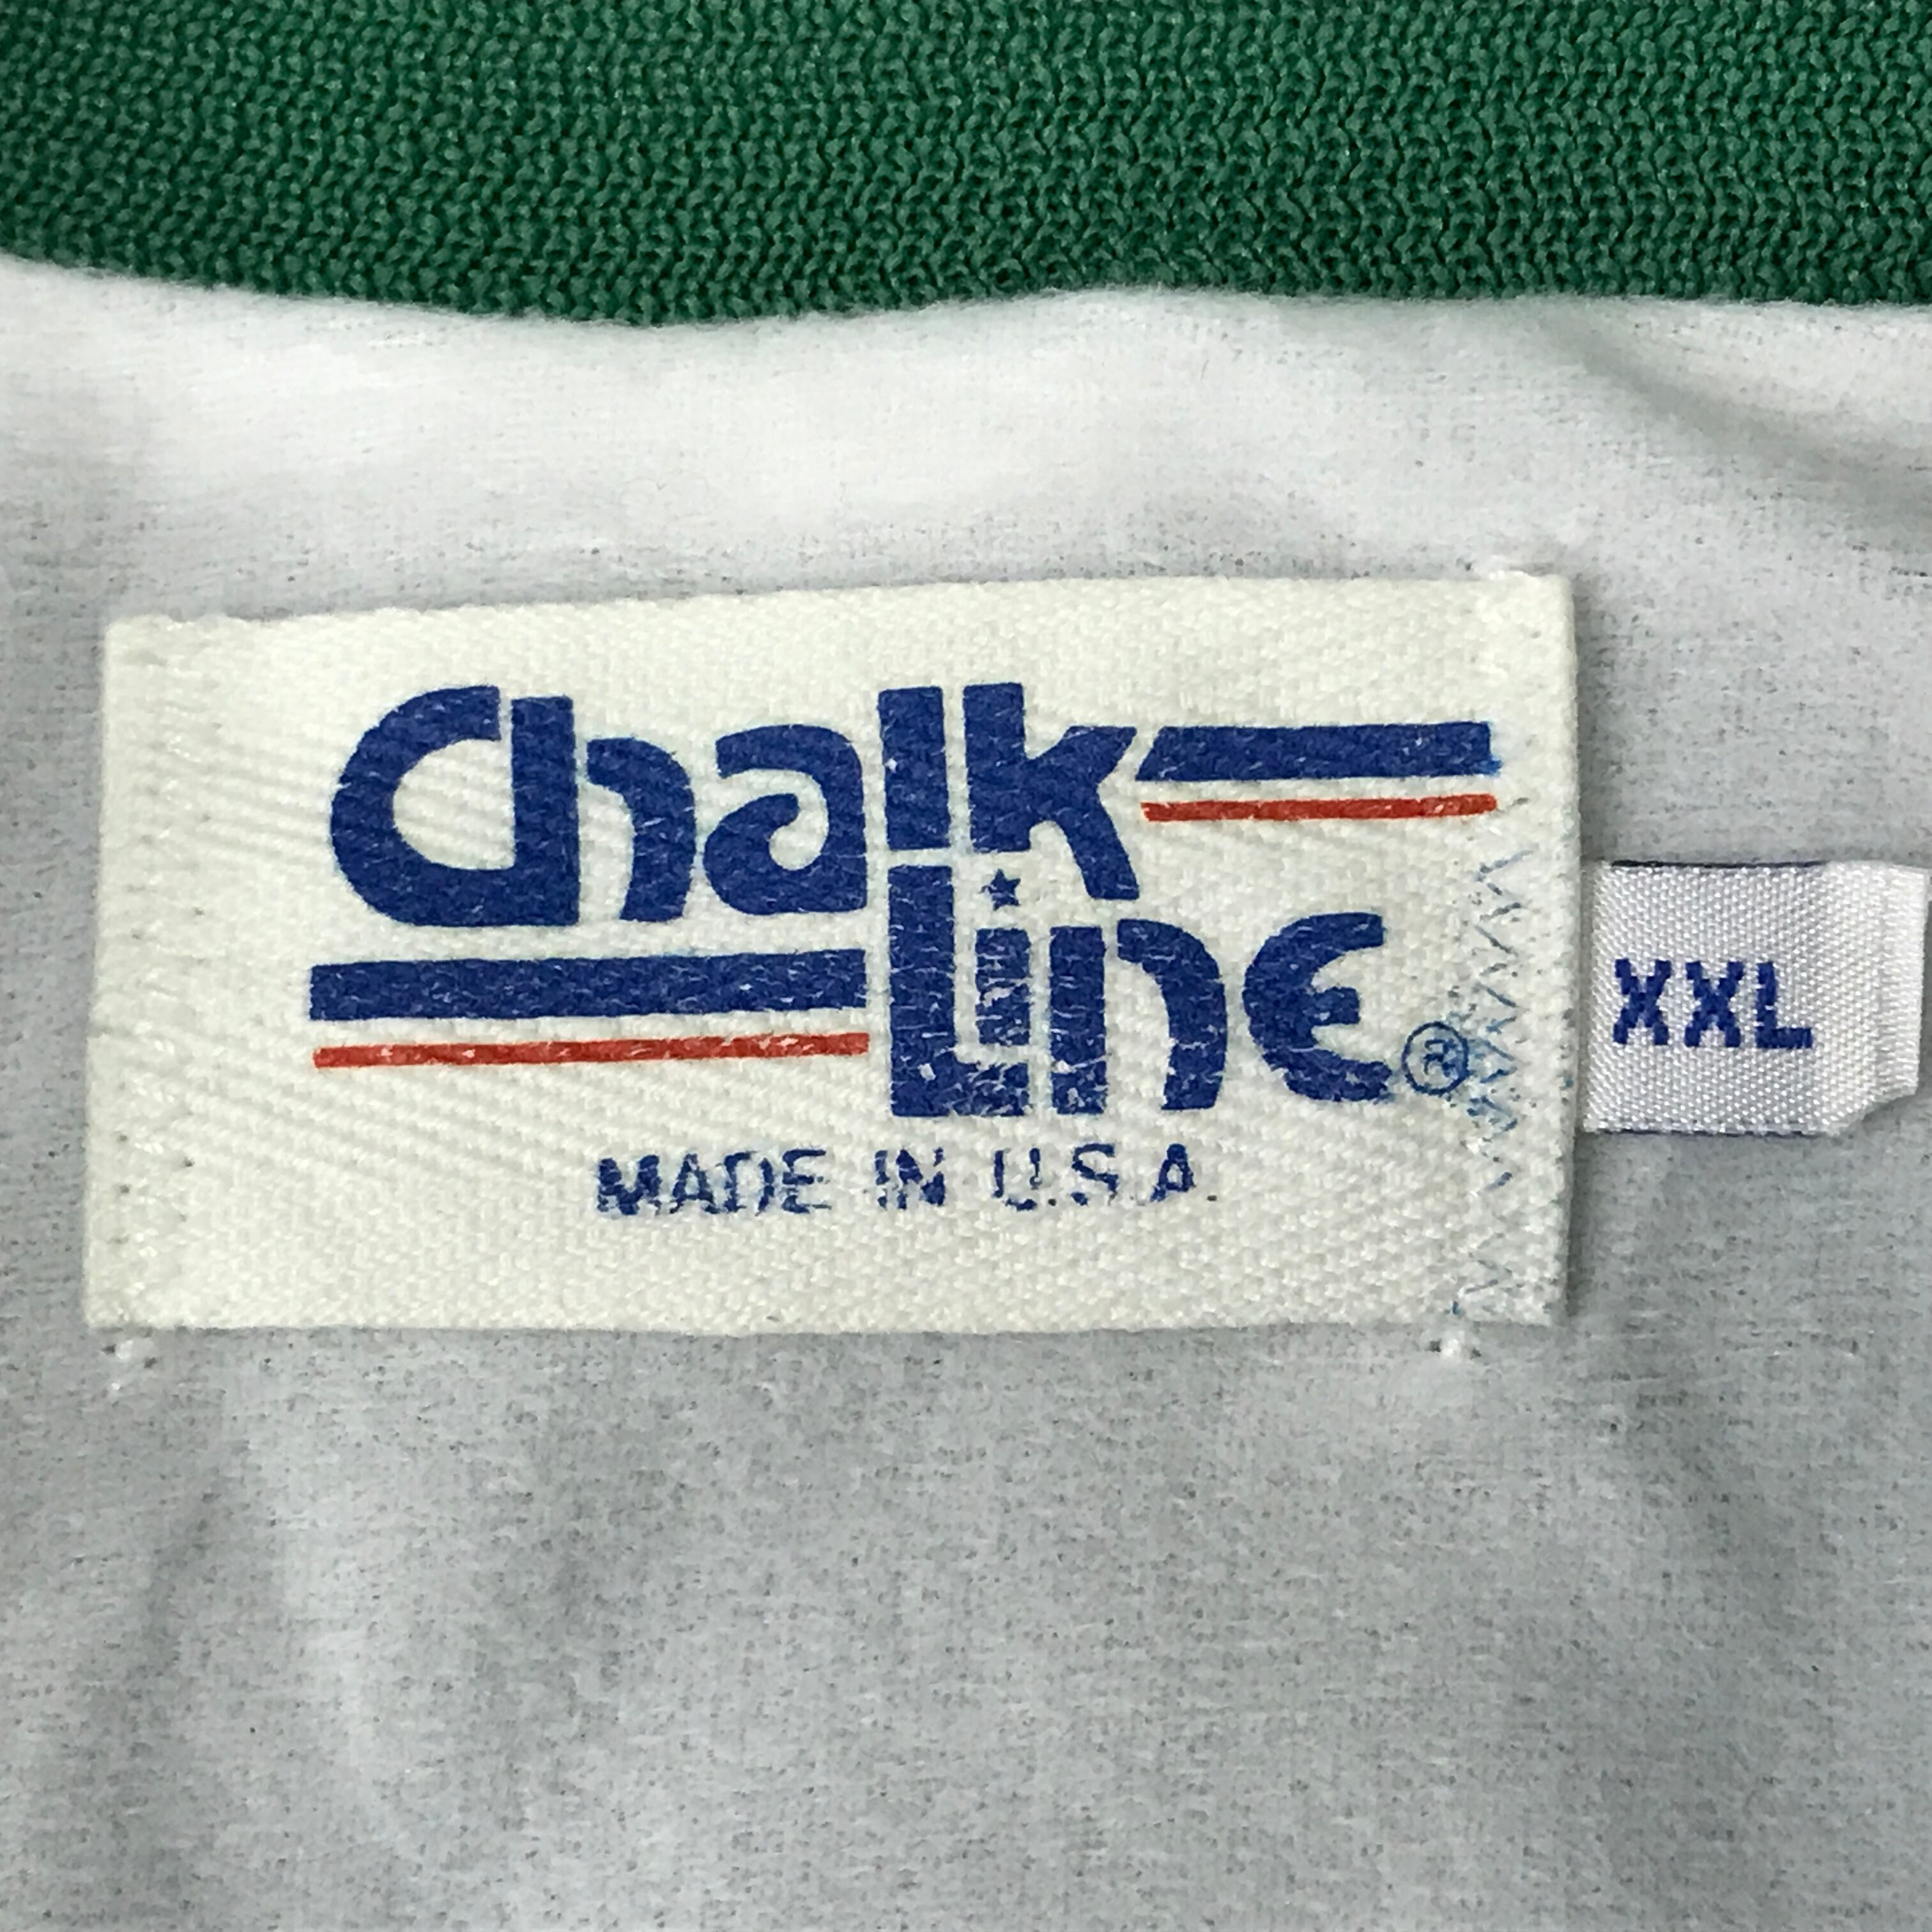 Chalk
Line ®
XXL
MADE IN U.S.A.